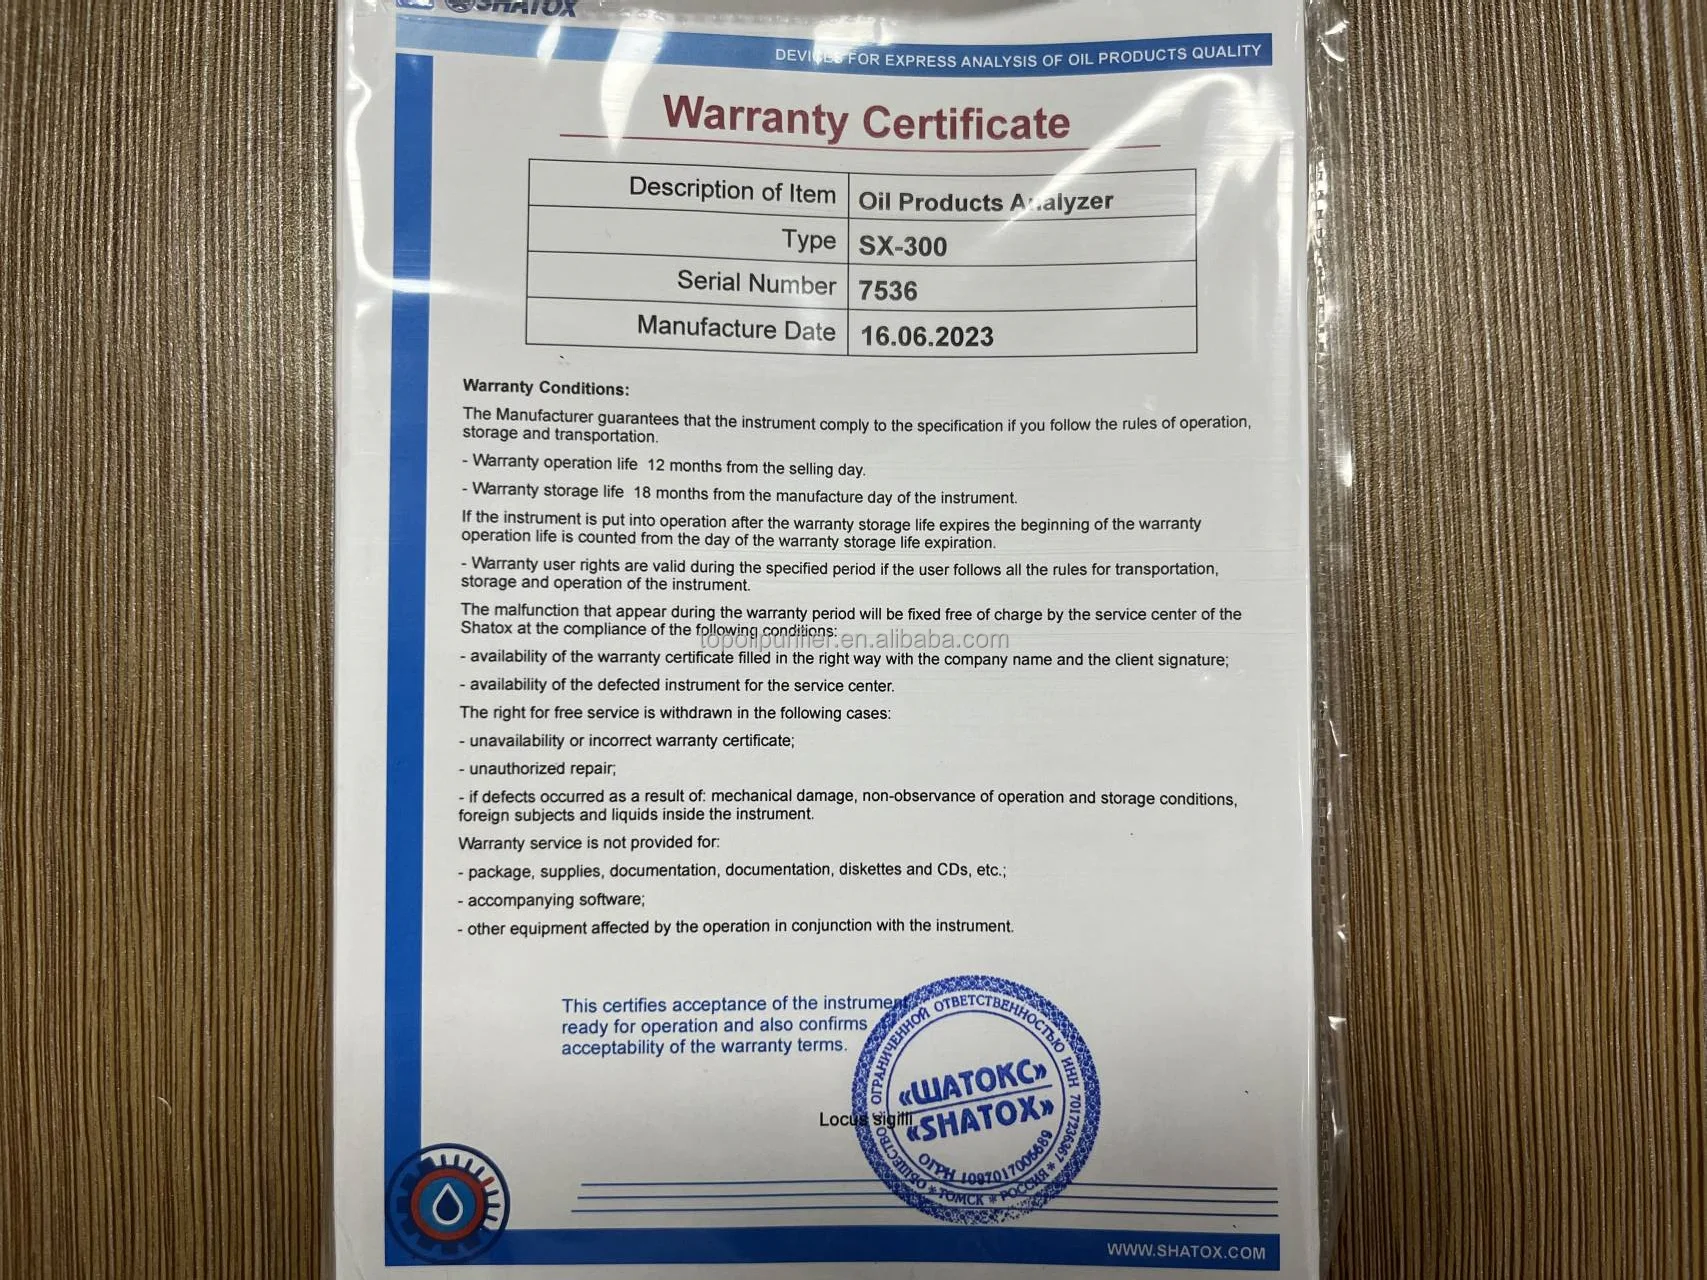 SHATOX
DEVICES FOR EXPRESS ANALYSIS OF OIL PRODUCTS QUALITY
Warranty Certificate
Description of Item Oil Products Analyzer
Type SX-300
Serial Number 7536
Manufacture Date 16.06.2023
Warranty Conditions:
The Manufacturer guarantees that the instrument comply to the specification if you follow the rules of operation,
storage and transportation.
- Warranty operation life 12 months from the selling day.
- Warranty storage life 18 months from the manufacture day of the instrument.
If the instrument is put into operation after the warranty storage life expires the beginning of the warranty
operation life is counted from the day of the warranty storage life expiration.
- Warranty user rights are valid during the specified period if the user follows all the rules for transportation,
storage and operation of the instrument.
The malfunction that appear during the warranty period will be fixed free of charge by the service center of the
Shatox at the compliance of the following conditions:
topoilpurifier.en.alibaba.com
- availability of the warranty certificate filled in the right way with the company name and the client signature;
- availability of the defected instrument for the service center.
The right for free service is withdrawn in the following cases:
- unavailability or incorrect warranty certificate;
- unauthorized repair;
- if defects occurred as a result of: mechanical damage, non-observance of operation and storage conditions,
foreign subjects and liquids inside the instrument.
Warranty service is not provided for:
- package, supplies, documentation, documentation, diskettes and CDs, etc.;
- accompanying software;
- other equipment affected by the operation in conjunction with the instrument.
This certifies acceptance of the instrument
ready for operation and also confirms
acceptability of the warranty terms.
Locus sigilli
ОБЩЕСТВО С ОГРАНИЧЕННОЙ ОТВЕТСТВЕННОСТЬЮ ИНН 7017236367
«ШАТОКС»
«SHATOX»
ОГРН 1097017005689
* ТОМСК * РОССИЯ *
WWW.SHATOX.COM